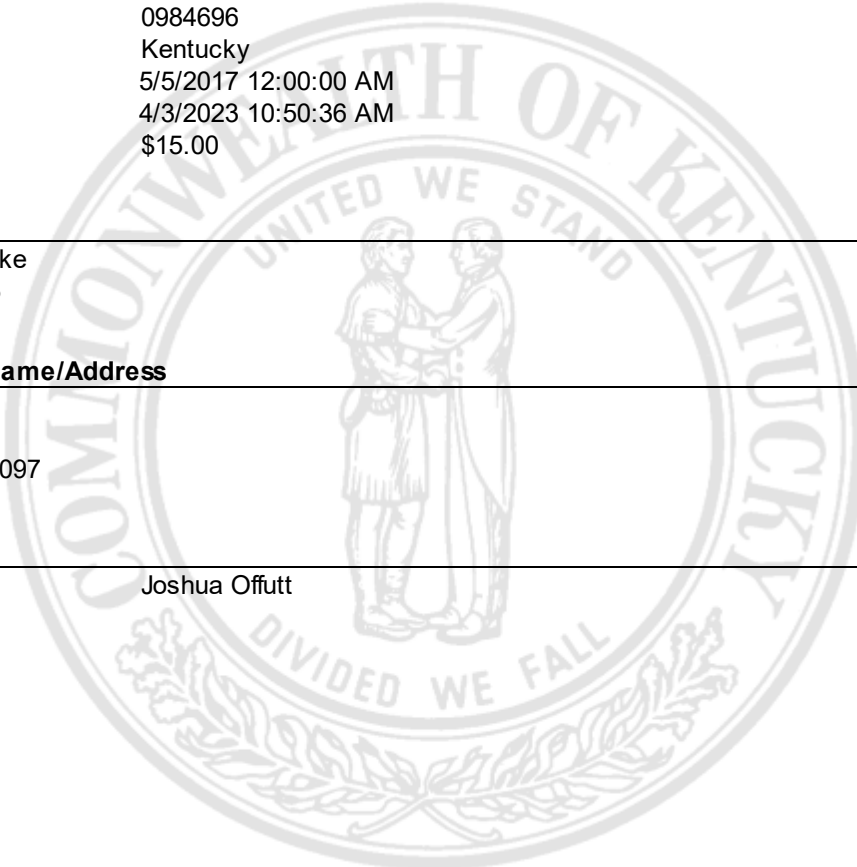 0984696
Kentucky
5/5/2017 12:00:00 AM
4/3/2023 10:50:36 AM
$15.00
COMMONWEALTH OF KENTUCKY
UNITED WE STAND
ke
ame/Address
097
Joshua Offutt
DIVIDED WE FALL